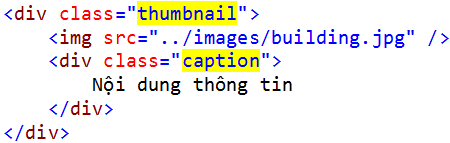 <div class="thumbnail">
    <img src="../images/building.jpg" />
    <div class="caption">
        Nội dung thông tin
    </div>
</div>